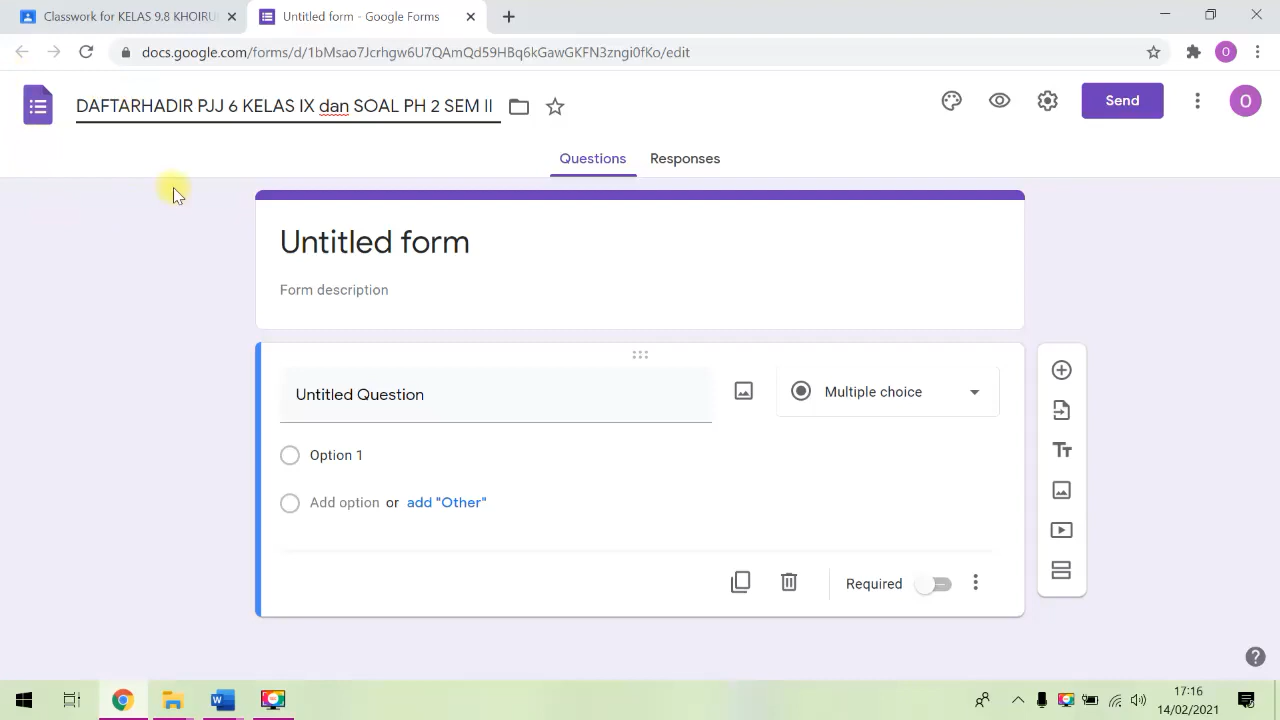 Classwork for KELAS 9.8 KHOIRU
Untitled form - Google Forms
docs.google.com/forms/d/1bMsao7Jcrhgw6U7QAmQd59HBq6kGawGKFN3zngi0fKo/edit
O
DAFTARHADIR PJJ 6 KELAS IX dan SOAL PH 2 SEM II
Send
O
Questions
Responses
Untitled form
Form description
Untitled Question
Multiple choice
Option 1
Add option or add "Other"
Required
17:16
14/02/2021